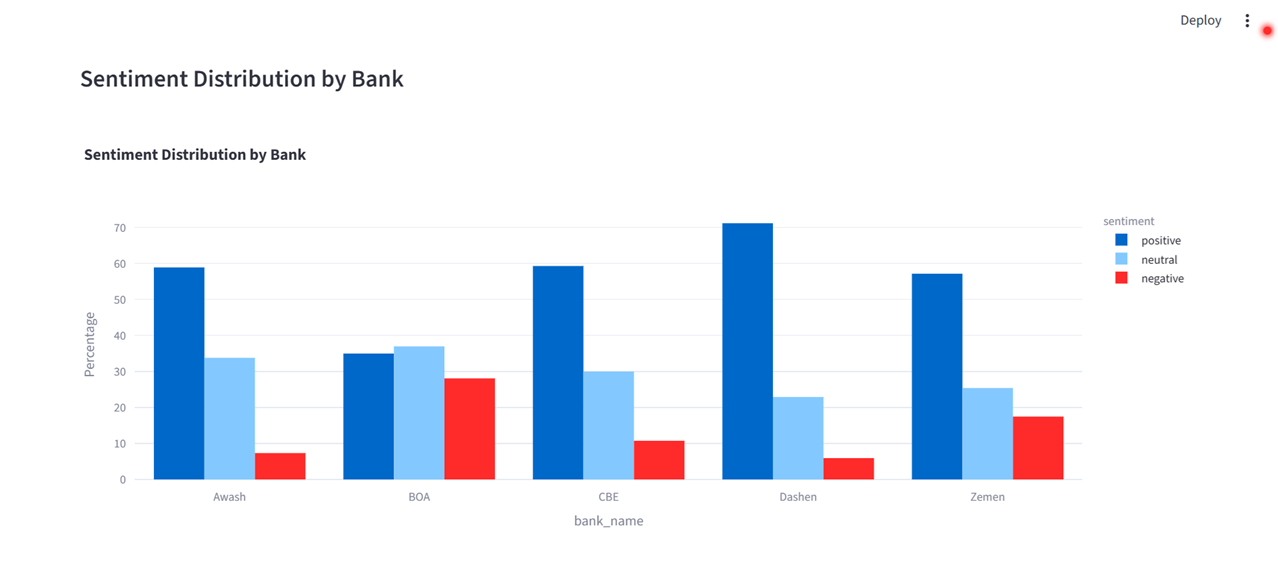 Deploy
Sentiment Distribution by Bank
Sentiment Distribution by Bank
sentiment
positive
neutral
negative
Percentage
70
60
50
40
30
20
10
0
Awash BOA CBE Dashen Zemen
bank_name